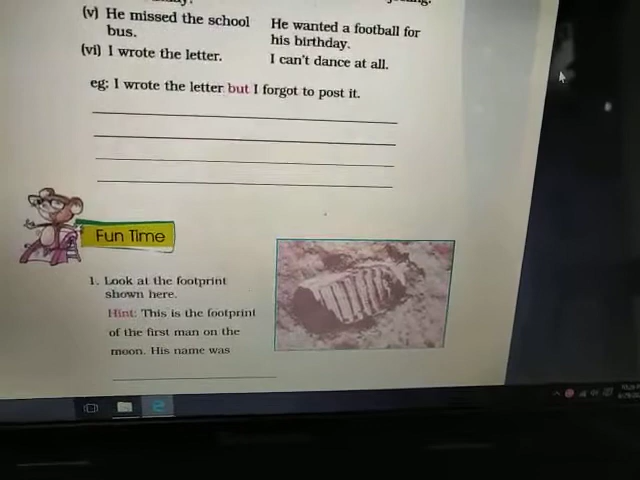 (v) He missed the school bus.
He wanted a football for his birthday.
(vi) I wrote the letter.
I can't dance at all.
eg: I wrote the letter but I forgot to post it.
Fun Time
1. Look at the footprint
shown here.
Hint: This is the footprint
of the first man on the
moon. His name was